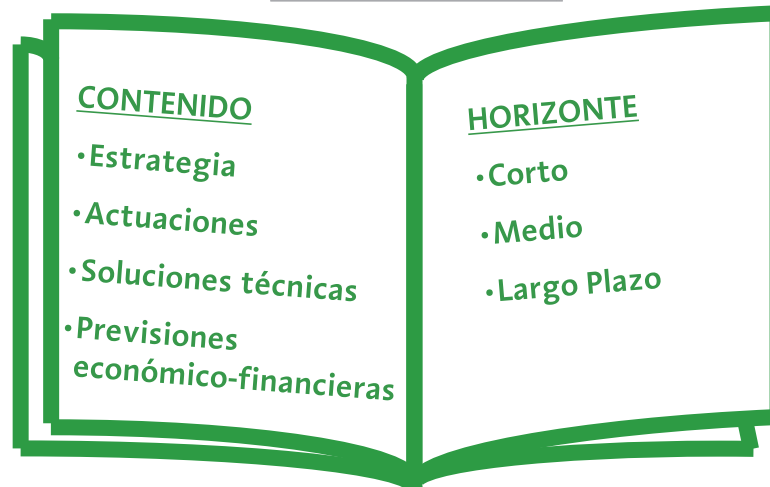 CONTENIDO
•Estrategia
•Actuaciones
•Soluciones técnicas
•Previsiones
económico-financieras
HORIZONTE
•Corto
•Medio
•Largo Plazo